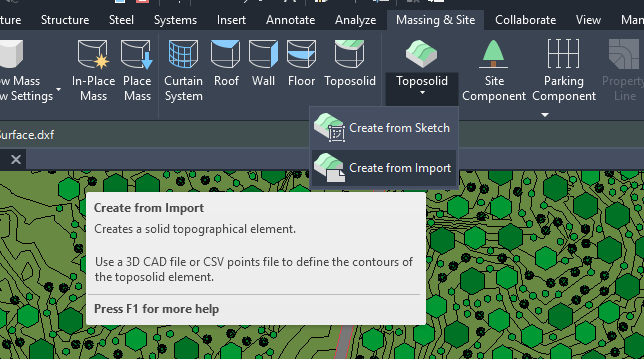 Structure Steel Systems Insert Annotate Analyze Massing & Site Collaborate View Manage
Mass In-Place Place Curtain Roof Wall Floor Toposolid Toposolid Site Parking Property
Settings Mass Mass System Component Component Line
Surface.dxf
Create from Sketch
Create from Import
Create from Import
Creates a solid topographical element.
Use a 3D CAD file or CSV points file to define the contours of
the toposolid element.
Press F1 for more help